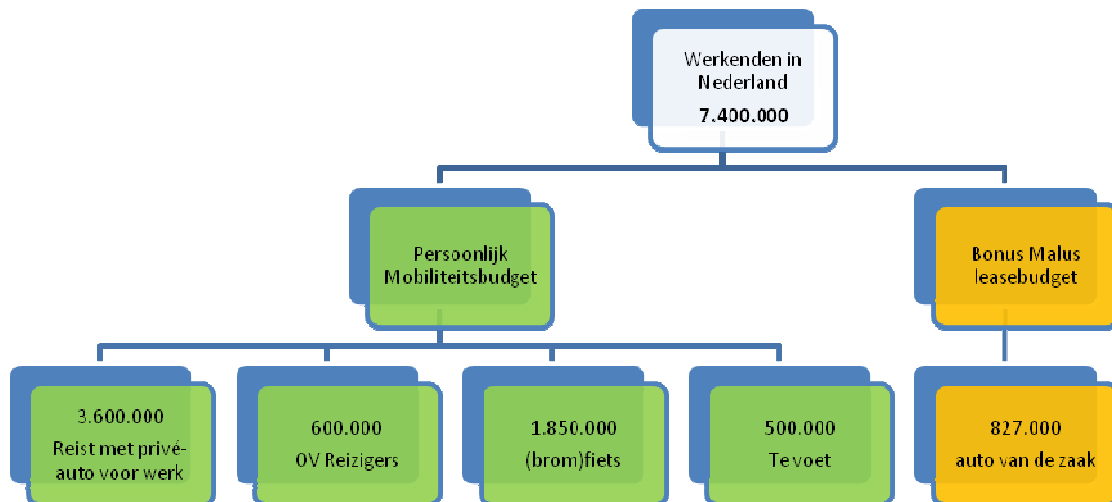 Werkenden in
Nederland
7.400.000
Persoonlijk
Mobiliteitsbudget
Bonus Malus
leasebudget
3.600.000
Reist met privé-
auto voor werk
600.000
OV Reizigers
1.850.000
(brom)fiets
500.000
Te voet
827.000
auto van de zaak